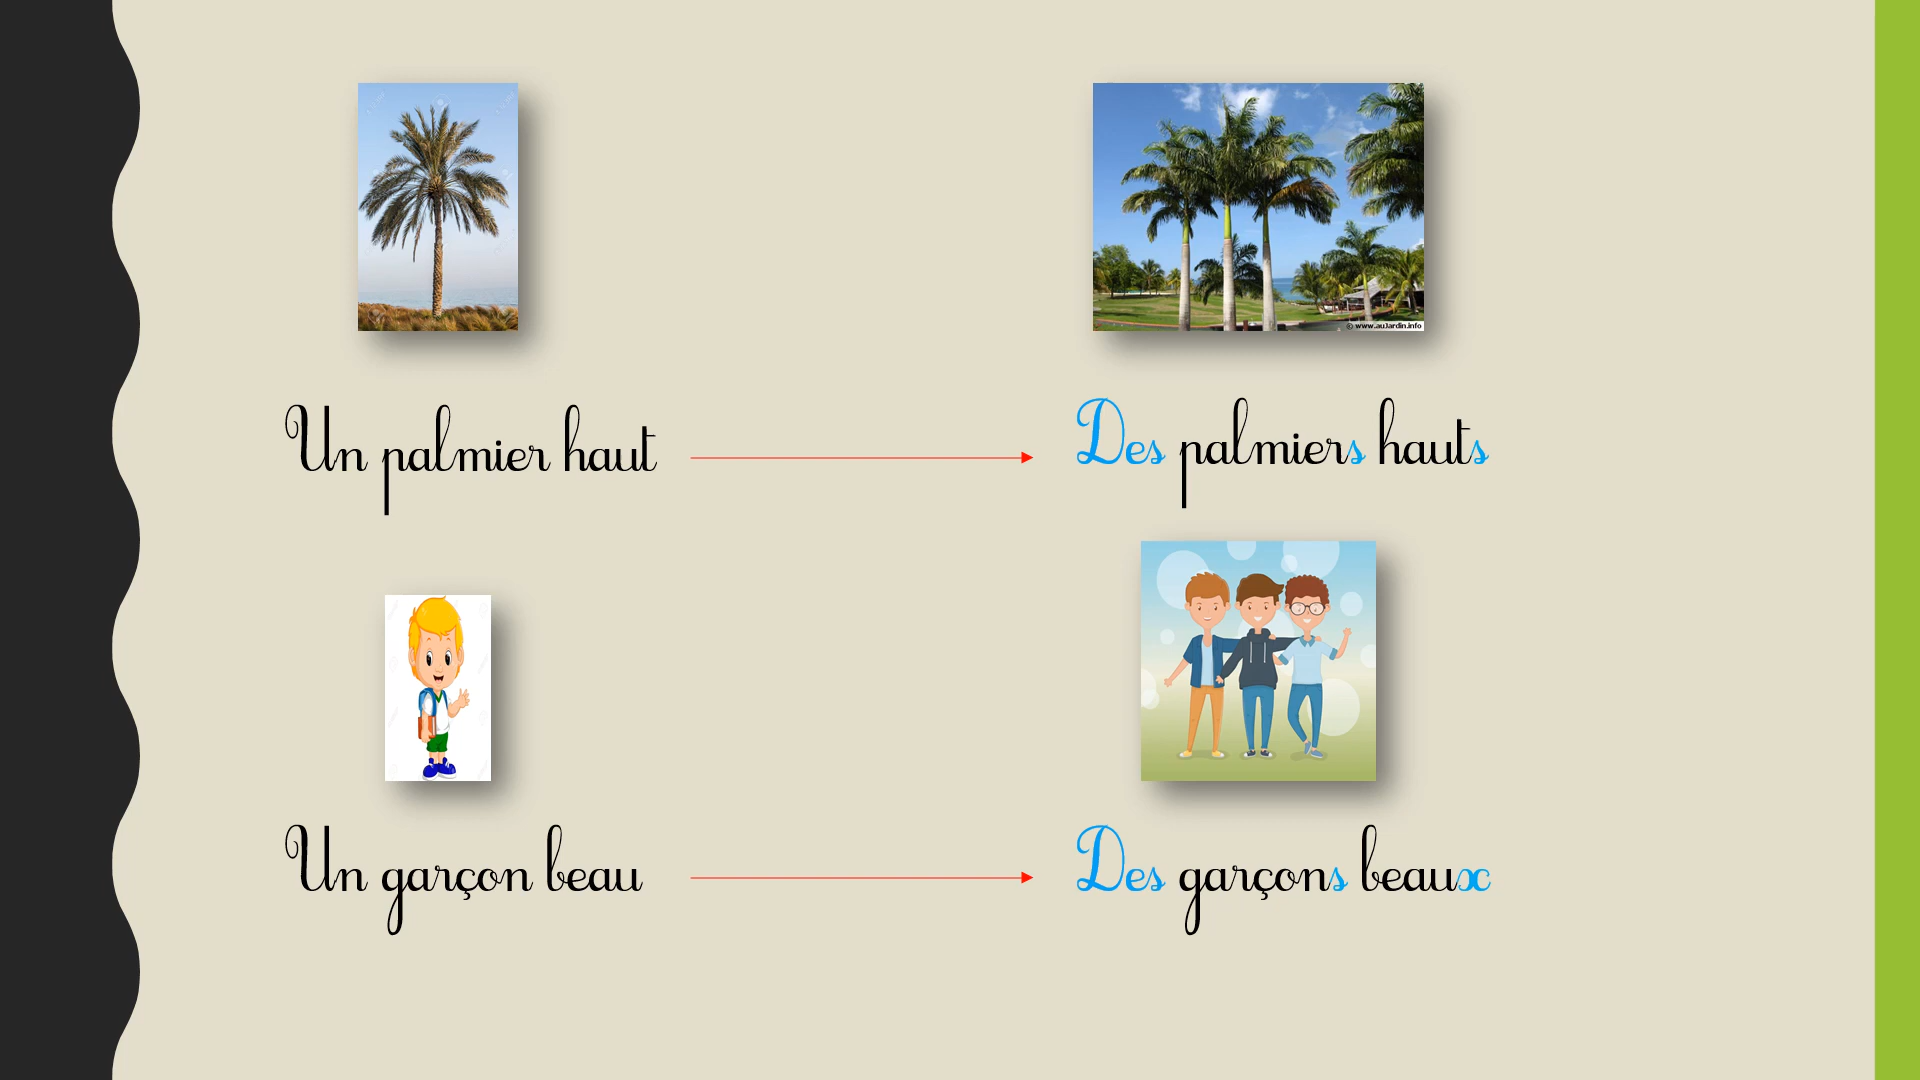 © www.aujardin.info
Un palmier haut
Des palmiers hauts
Un garçon beau
Des garçons beaux